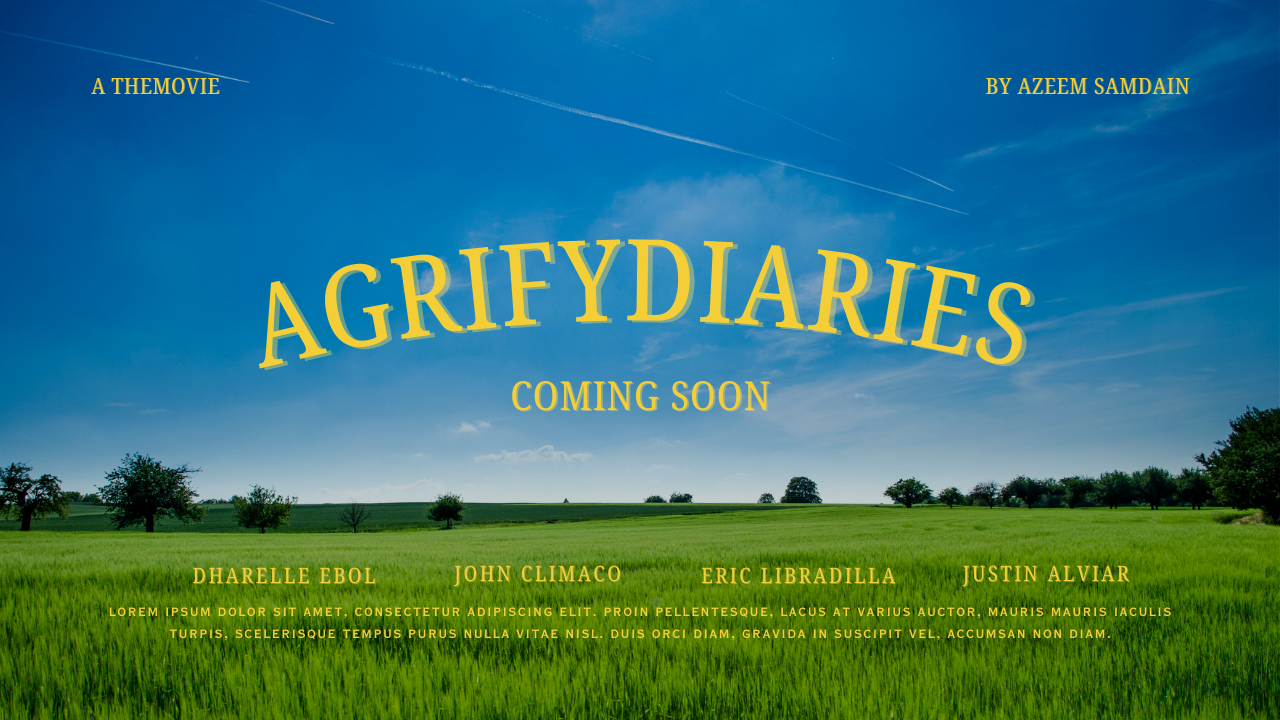 A THEMOVIE
BY AZEEM SAMDAIN
AGRIFYDIARIES
COMING SOON
DHARELLE EBOL
JOHN CLIMACO
ERIC LIBRADILLA
JUSTIN ALVIAR
LOREM IPSUM DOLOR SIT AMET, CONSECTETUR ADIPISCING ELIT. PROIN PELLENTESQUE, LACUS AT VARIUS AUCTOR, MAURIS MAURIS IACULIS
TURPIS, SCELERISQUE TEMPUS PURUS NULLA VITAE NISL. DUIS ORCI DIAM, GRAVIDA IN SUSCIPIT VEL, ACCUMSAN NON DIAM.